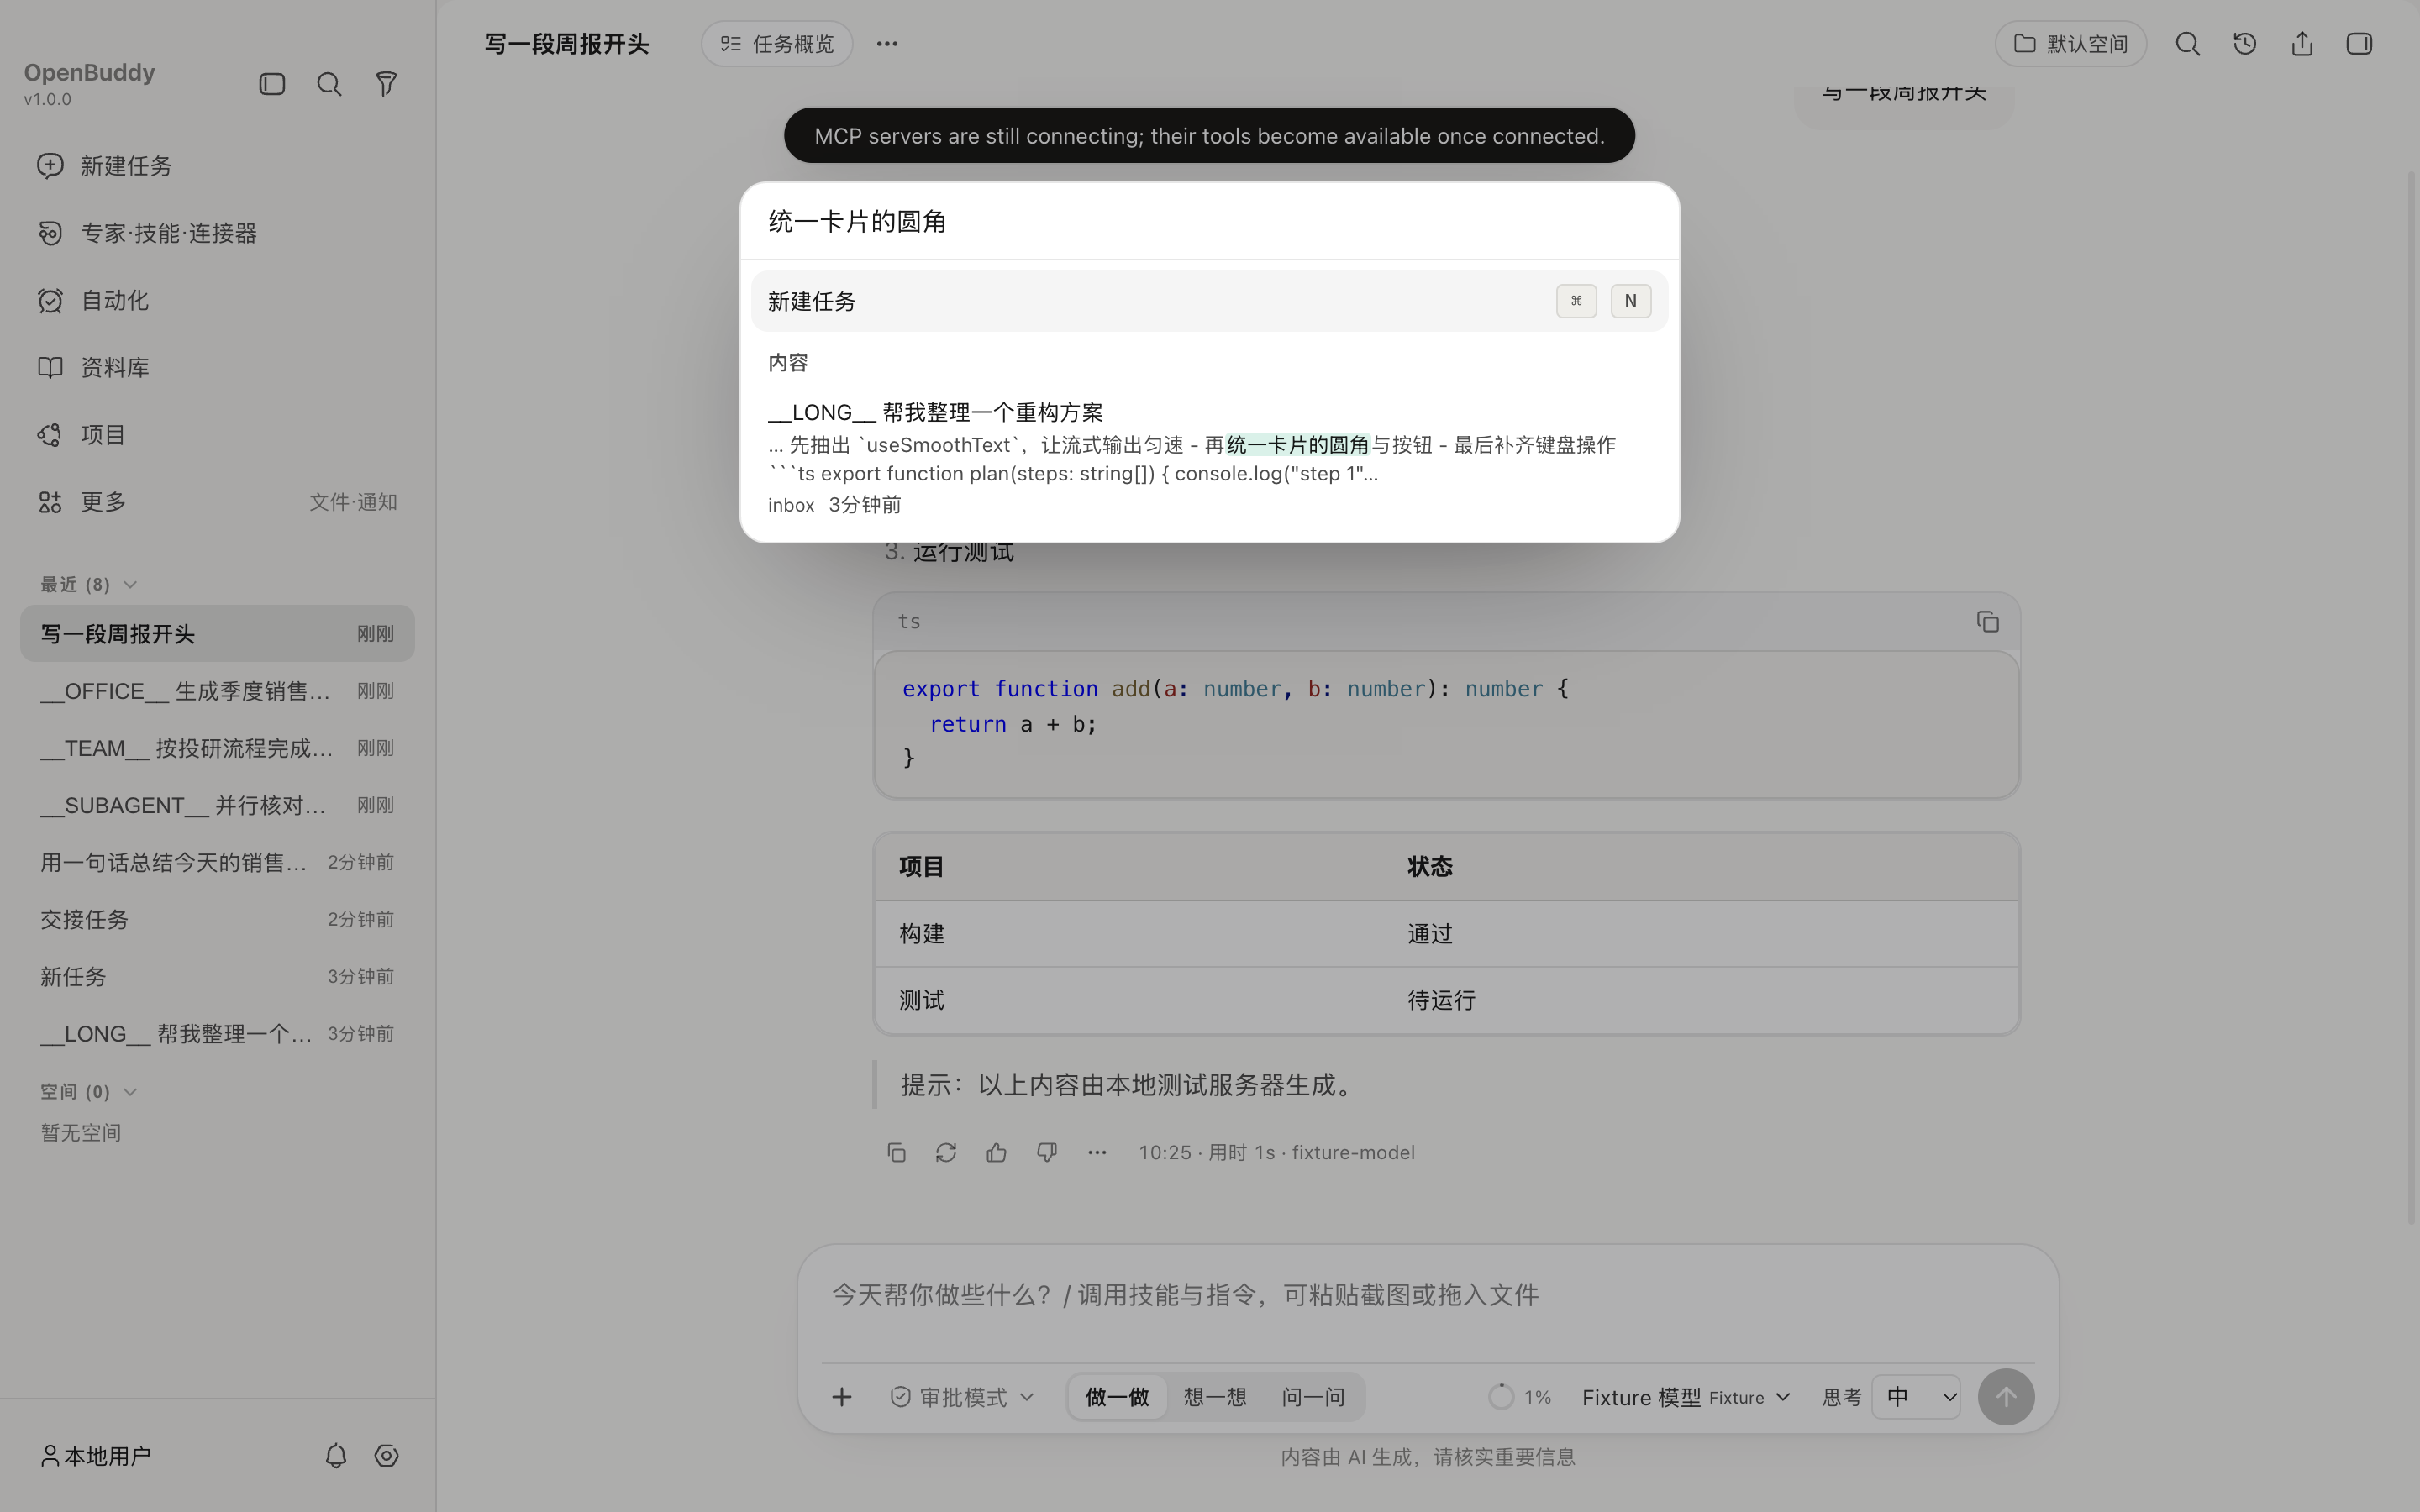 OpenBuddy
v1.0.0
新建任务
专家·技能·连接器
自动化
资料库
项目
更多 文件·通知
最近 (8)
写一段周报开头 刚刚
__OFFICE__ 生成季度销售... 刚刚
__TEAM__ 按投研流程完成... 刚刚
__SUBAGENT__ 并行核对... 刚刚
用一句话总结今天的销售... 2分钟前
交接任务 2分钟前
新任务 3分钟前
__LONG__ 帮我整理一个... 3分钟前
空间 (0)
暂无空间
本地用户
写一段周报开头 任务概览 默认空间
写一段周报开头
MCP servers are still connecting; their tools become available once connected.
统一卡片的圆角
新建任务 ⌘ N
内容
__LONG__ 帮我整理一个重构方案
... 先抽出 `useSmoothText`，让流式输出匀速 - 再统一卡片的圆角与按钮 - 最后补齐键盘操作
```ts export function plan(steps: string[]) { console.log("step 1"...
inbox 3分钟前
3. 运行测试
ts
export function add(a: number, b: number): number {
return a + b;
}
项目 状态
构建 通过
测试 待运行
提示：以上内容由本地测试服务器生成。
10:25 · 用时 1s · fixture-model
今天帮你做些什么？/ 调用技能与指令，可粘贴截图或拖入文件
审批模式 做一做 想一想 问一问 1% Fixture 模型 Fixture 思考 中
内容由 AI 生成，请核实重要信息